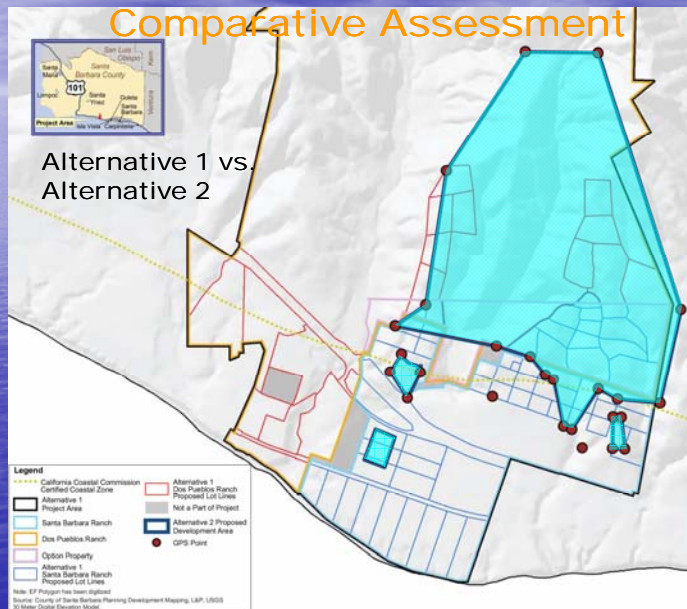 Comparative Assessment
San Luis
Obispo
Kern
Santa
Maria
Santa
Barbara County
Lompoc
101
Santa
Ynez
Goleta
Santa
Barbara
Ventura
Project Area
Isla Vista
Carpinteria
Alternative 1 vs.
Alternative 2
Legend
California Coastal Commission
Certified Coastal Zone
Alternative 1
Project Area
Santa Barbara Ranch
Dos Pueblos Ranch
Option Property
Alternative 1
Santa Barbara Ranch
Proposed Lot Lines
Alternative 1
Dos Pueblos Ranch
Proposed Lot Lines
Not a Part of Project
Alternative 2 Proposed
Development Area
GPS Point
Note: EF Polygon has been digitized
Source: County of Santa Barbara Planning Development Mapping, L&P, USGS
30 Meter Digital Elevation Model